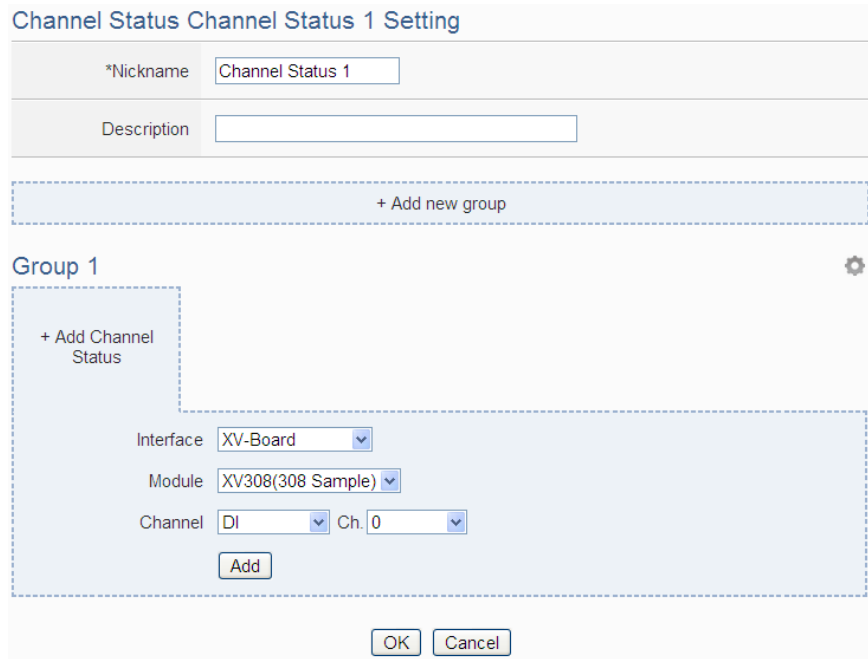 Channel Status Channel Status 1 Setting
*Nickname Channel Status 1
Description
+ Add new group
Group 1
+ Add Channel
Status
Interface XV-Board
Module XV308(308 Sample)
Channel DI Ch. 0
Add
OK Cancel